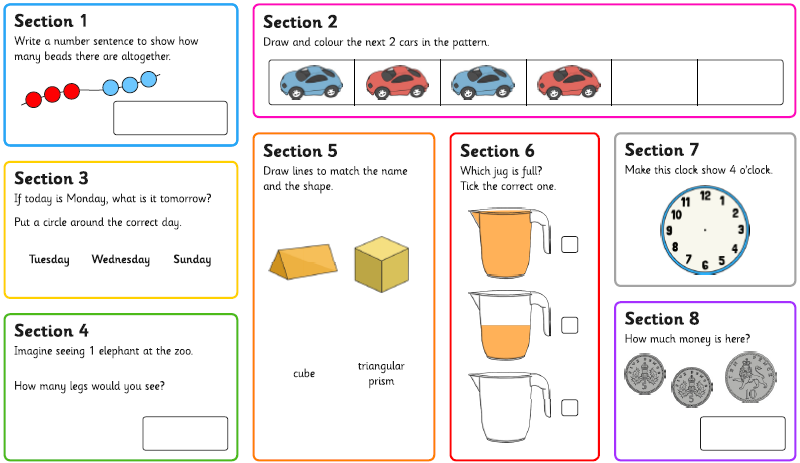 Section 1
Write a number sentence to show how
many beads there are altogether.
Section 2
Draw and colour the next 2 cars in the pattern.
Section 3
If today is Monday, what is it tomorrow?
Put a circle around the correct day.
Tuesday Wednesday Sunday
Section 4
Imagine seeing 1 elephant at the zoo.
How many legs would you see?
Section 5
Draw lines to match the name
and the shape.
cube
triangular
prism
Section 6
Which jug is full?
Tick the correct one.
Section 7
Make this clock show 4 o'clock.
12
1
2
3
4
5
6
7
8
9
10
11
Section 8
How much money is here?
5
5
10